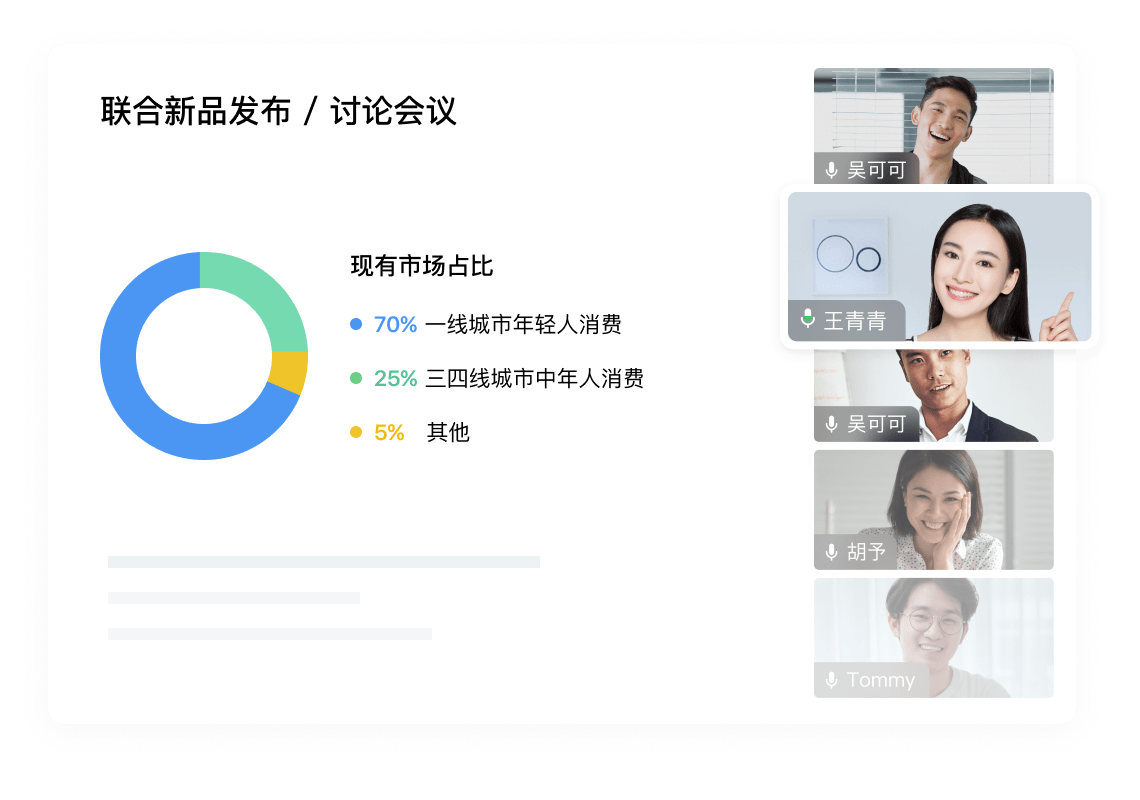 联合新品发布 / 讨论会议
现有市场占比
70% 一线城市年轻人消费
25% 三四线城市中年人消费
5% 其他
吴可可
王青青
吴可可
胡予
Tommy